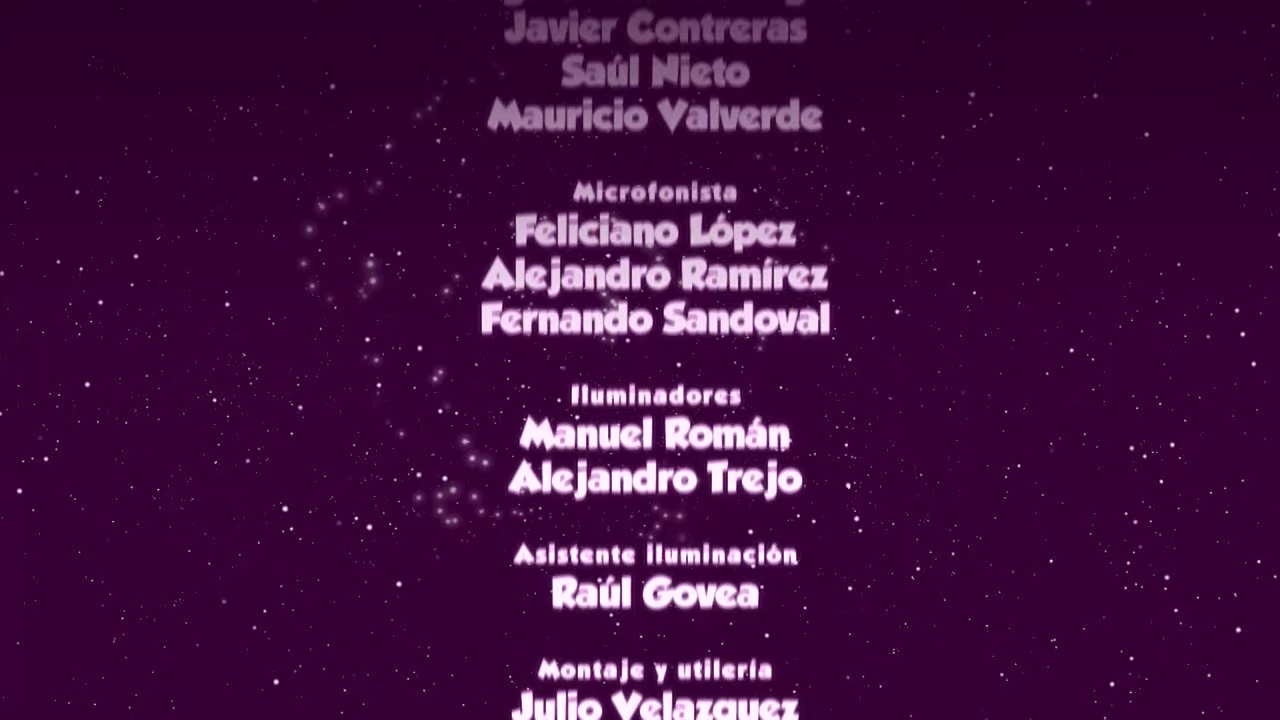 Javier Contreras
Saúl Nieto
Mauricio Valverde
Microfonista
Feliciano López
Alejandro Ramírez
Fernando Sandoval
Iluminadores
Manuel Román
Alejandro Trejo
Asistente iluminación
Raúl Govea
Montaje y utilería
Julio Velazquez